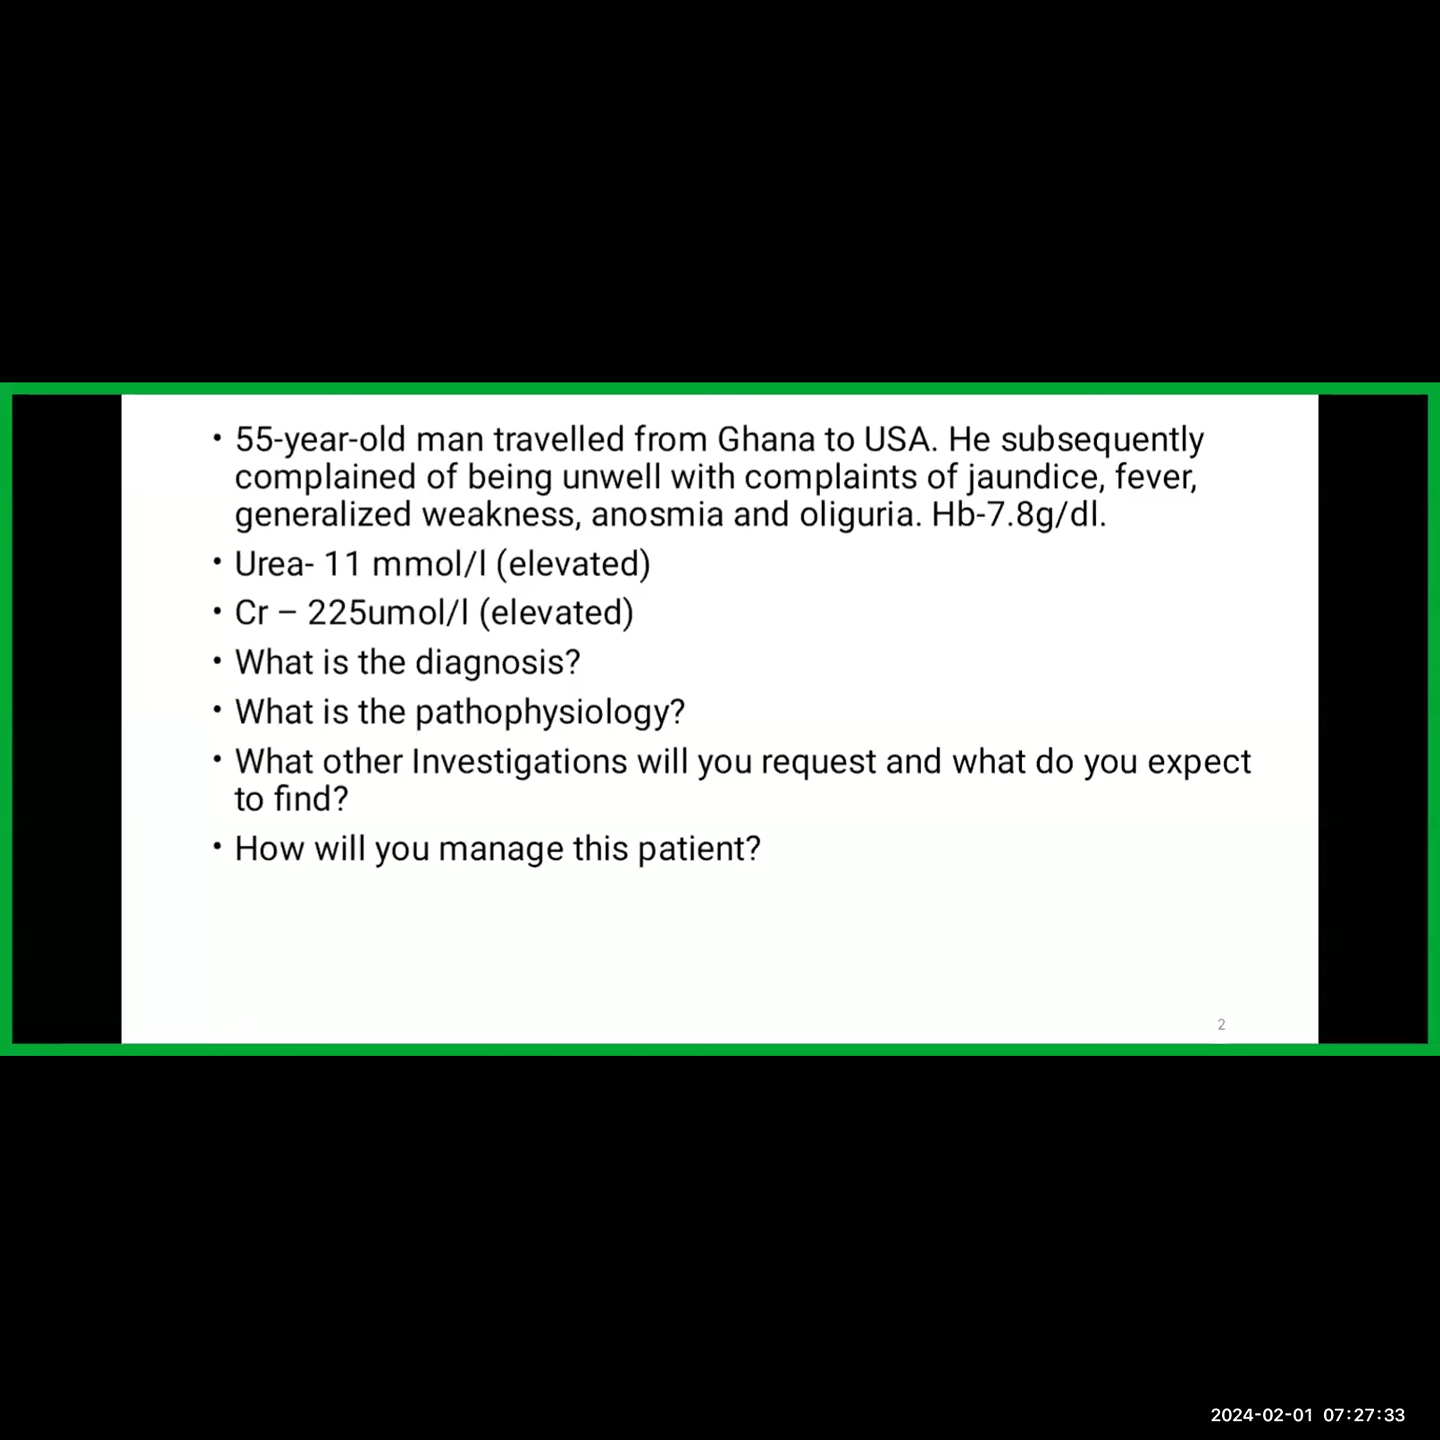 • 55-year-old man travelled from Ghana to USA. He subsequently
complained of being unwell with complaints of jaundice, fever,
generalized weakness, anosmia and oliguria. Hb-7.8g/dl.
• Urea- 11 mmol/l (elevated)
• Cr – 225umol/l (elevated)
• What is the diagnosis?
• What is the pathophysiology?
• What other Investigations will you request and what do you expect
to find?
• How will you manage this patient?
2
2024-02-01 07:27:33